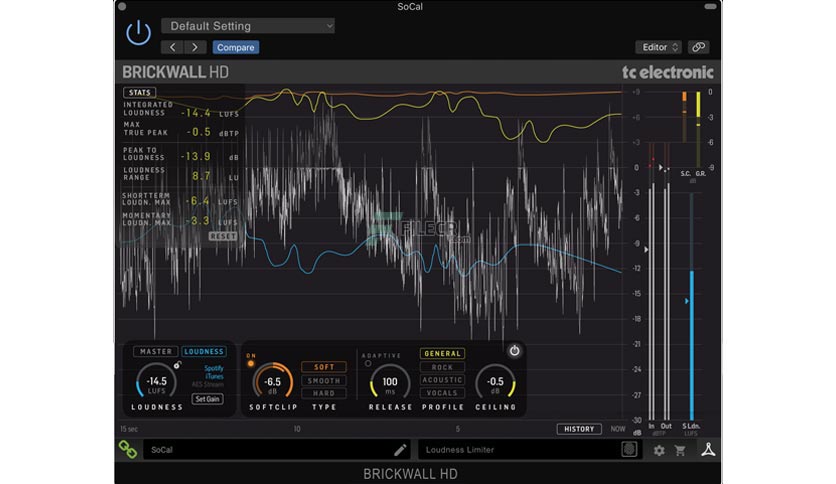 SoCal
Default Setting
Compare
Editor
BRICKWALL HD
tc electronic
STATS
INTEGRATED LOUDNESS -14.4 LUFS
MAX TRUE PEAK -0.5 dBTP
PEAK TO LOUDNESS -13.9 dB
LOUDNESS RANGE 8.7 LU
SHORTTERM LOUDN. MAX -6.4 LUFS
MOMENTARY LOUDN. MAX -3.3 LUFS
RESET
FILECR
.com
+9
+6
+3
0
-3
-6
-9
-12
-15
-18
-21
-24
-27
-30
dB
0
-3
-6
-9
S.C. G.R.
dB
In Out
dBTP
S Ldn.
LUFS
MASTER LOUDNESS
-14.5
LUFS
LOUDNESS
Spotify
iTunes
AES Stream
Set Gain
ON
-6.5
dB
SOFTCLIP
SOFT
SMOOTH
HARD
TYPE
ADAPTIVE
100
ms
RELEASE
GENERAL
ROCK
ACOUSTIC
VOCALS
PROFILE
-0.5
dB
CEILING
15 sec 10 5 HISTORY NOW
SoCal
Loudness Limiter
BRICKWALL HD